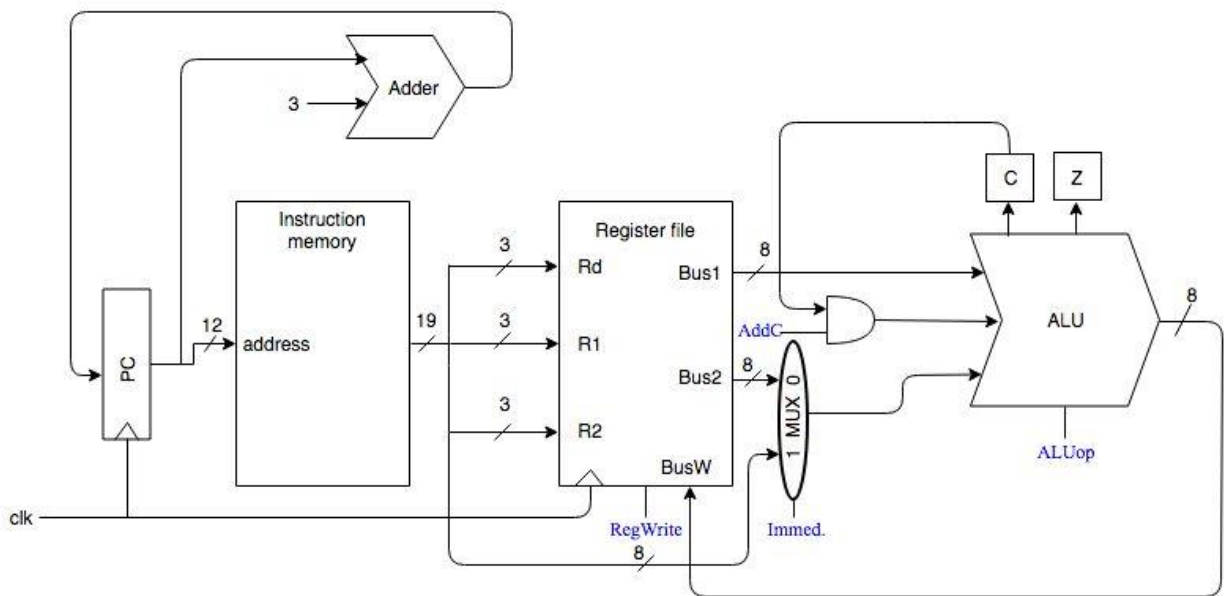 Adder
3
C
Z
Instruction
memory
Register file
3
Rd
Bus1
8
8
12
19
3
address
R1
AddC
ALU
PC
Bus2
8
1 MUX 0
3
R2
BusW
ALUop
clk
RegWrite
Immed.
8